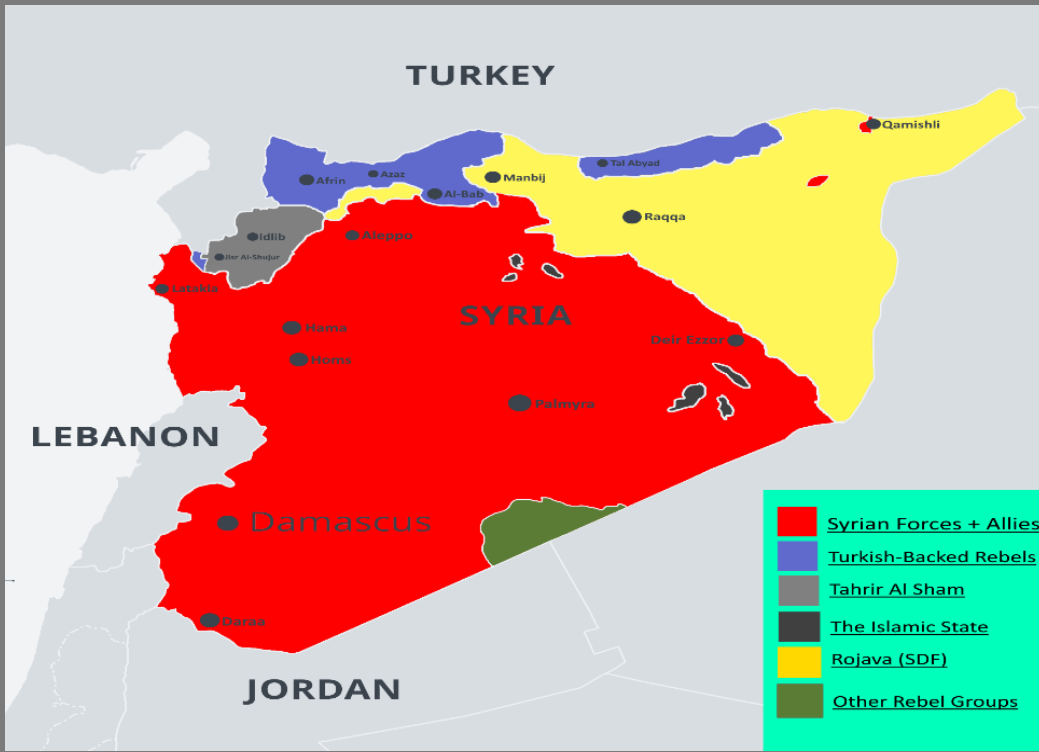 TURKEY
Qamishli
Tal Abyad
Azaz
Afrin
Manbij
Al-Bab
Raqqa
Idlib
Aleppo
Jisr Al-Shujur
Latakia
SYRIA
Hama
Deir Ezzor
Homs
Palmyra
LEBANON
Damascus
Daraa
JORDAN
Syrian Forces + Allies
Turkish-Backed Rebels
Tahrir Al Sham
The Islamic State
Rojava (SDF)
Other Rebel Groups